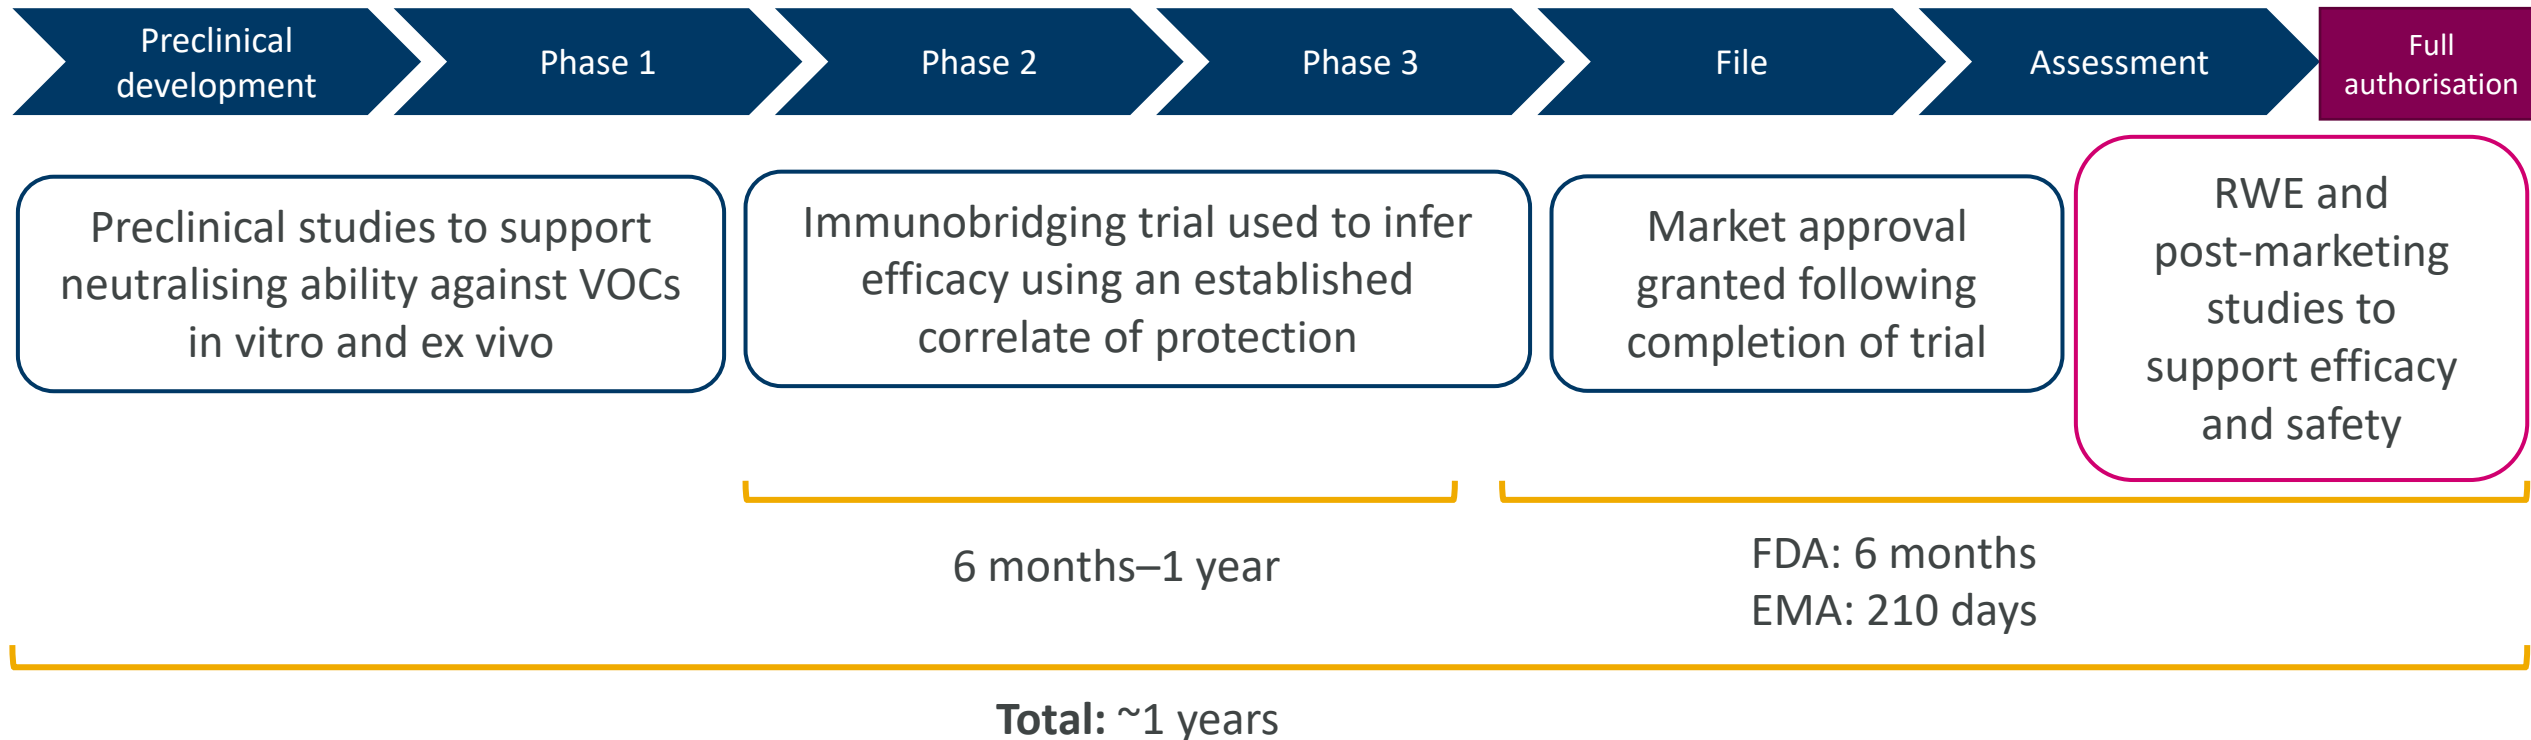 Preclinical
development
Phase 1
Phase 2
Phase 3
File
Assessment
Full
authorisation
Preclinical studies to support
neutralising ability against VOCs
in vitro and ex vivo
Immunobridging trial used to infer
efficacy using an established
correlate of protection
Market approval
granted following
completion of trial
RWE and
post-marketing
studies to
support efficacy
and safety
6 months–1 year
FDA: 6 months
EMA: 210 days
Total: ~1 years